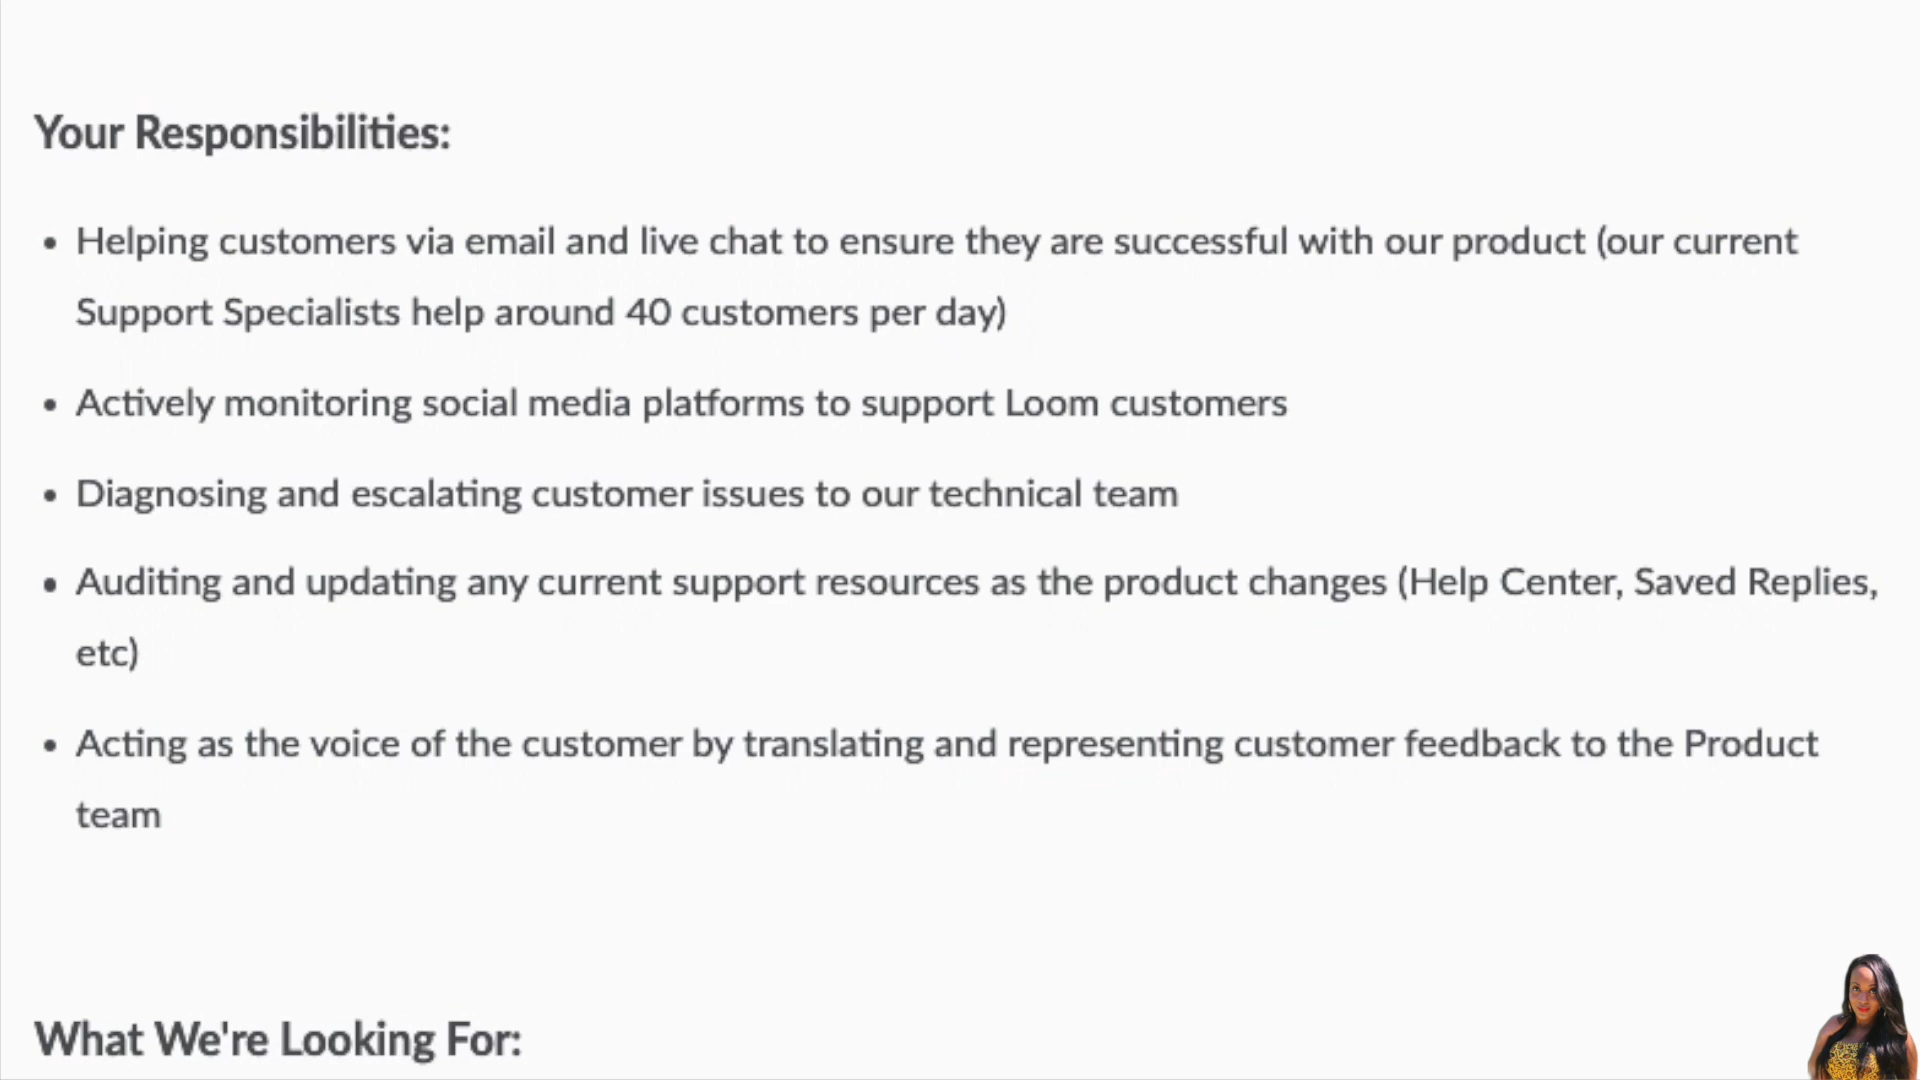 Your Responsibilities:
• Helping customers via email and live chat to ensure they are successful with our product (our current
Support Specialists help around 40 customers per day)
• Actively monitoring social media platforms to support Loom customers
• Diagnosing and escalating customer issues to our technical team
• Auditing and updating any current support resources as the product changes (Help Center, Saved Replies,
etc)
• Acting as the voice of the customer by translating and representing customer feedback to the Product
team
What We're Looking For: